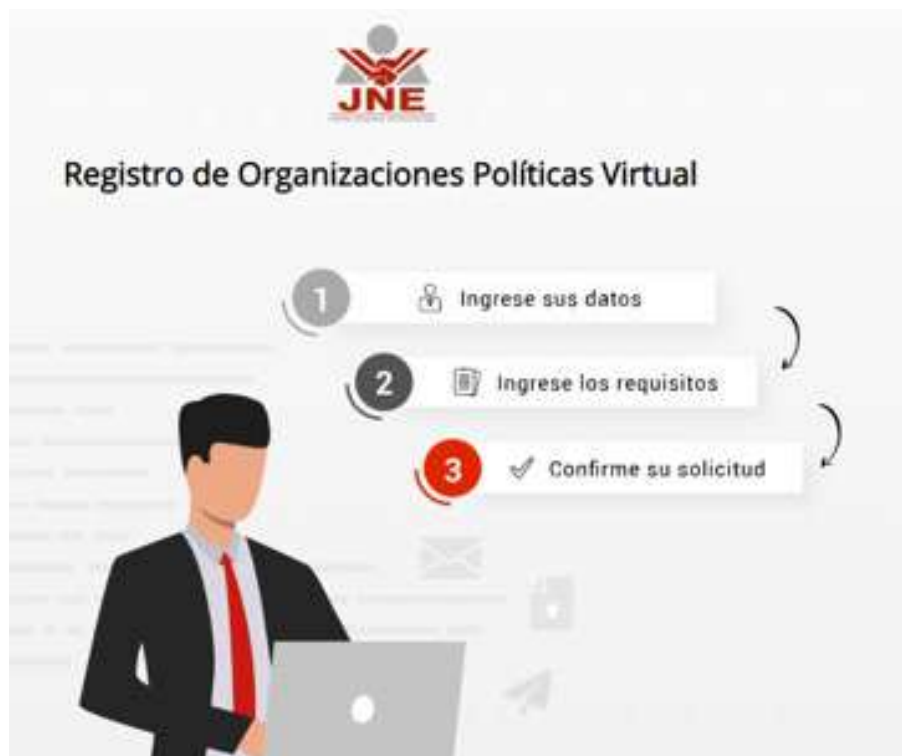 JNE
Registro de Organizaciones Políticas Virtual
1 Ingrese sus datos
2 Ingrese los requisitos
3 Confirme su solicitud